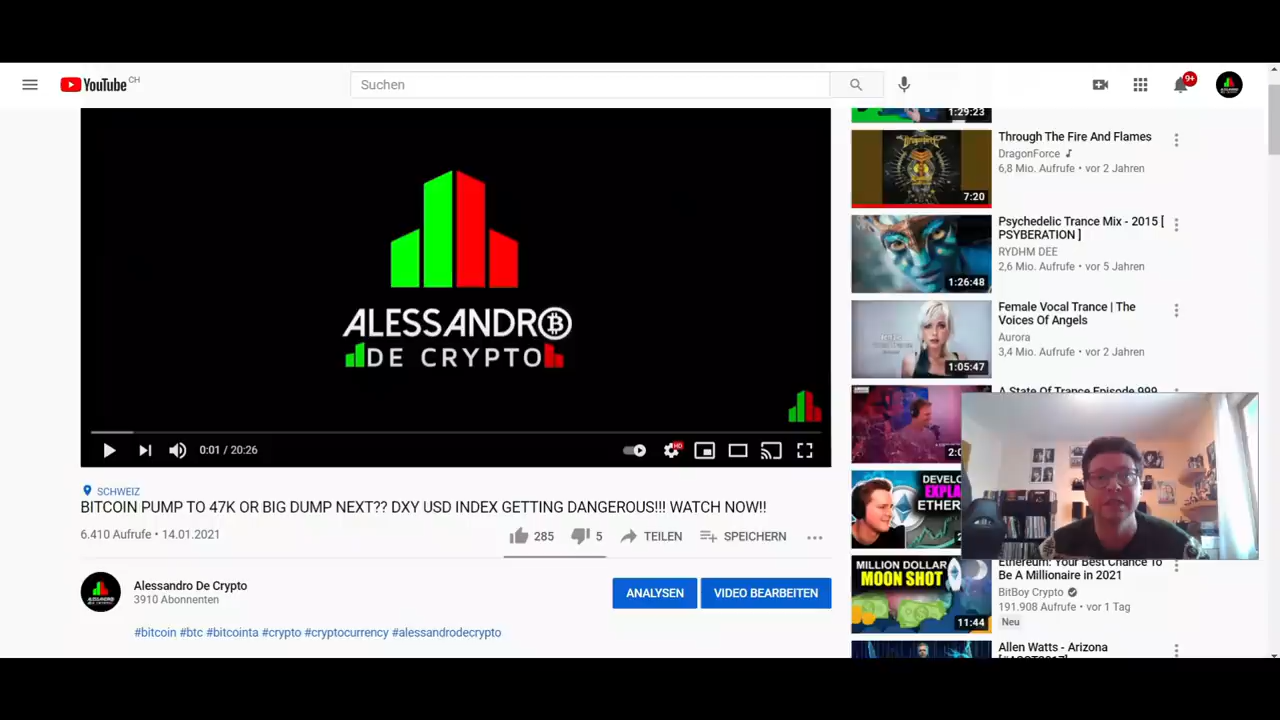 YouTube CH
Suchen
9+
ALESSANDRO
DE CRYPTO
0:01 / 20:26
HD
SCHWEIZ
BITCOIN PUMP TO 47K OR BIG DUMP NEXT?? DXY USD INDEX GETTING DANGEROUS!!! WATCH NOW!!
6.410 Aufrufe • 14.01.2021
285
5
TEILEN
SPEICHERN
Alessandro De Crypto
3910 Abonnenten
ANALYSEN
VIDEO BEARBEITEN
#bitcoin #btc #bitcointa #crypto #cryptocurrency #alessandrodecrypto
1:29:23
Through The Fire And Flames
DragonForce
6,8 Mio. Aufrufe • vor 2 Jahren
7:20
Psychedelic Trance Mix - 2015 [
PSYBERATION ]
RYDHM DEE
2,6 Mio. Aufrufe • vor 5 Jahren
1:26:48
Female Vocal Trance | The
Voices Of Angels
Aurora
3,4 Mio. Aufrufe • vor 2 Jahren
1:05:47
A State Of Trance Episode 999
Ethereum: Your Best Chance To
Be A Millionaire in 2021
BitBoy Crypto
191.908 Aufrufe • vor 1 Tag
Neu
MILLION DOLLAR
MOON SHOT
11:44
Allen Watts - Arizona